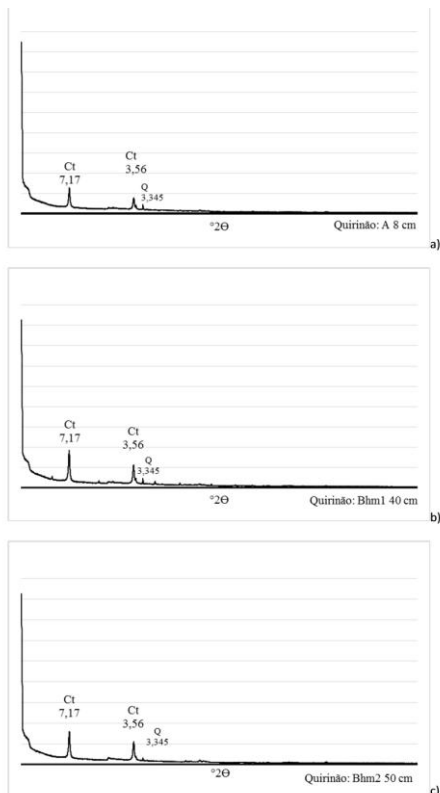 Ct
7,17
Ct
3,56
Q
3,345
°2Θ
Quirinão: A 8 cm
a)
Ct
7,17
Ct
3,56
Q
3,345
°2Θ
Quirinão: Bhm1 40 cm
b)
Ct
7,17
Ct
3,56
Q
3,345
°2Θ
Quirinão: Bhm2 50 cm
c)